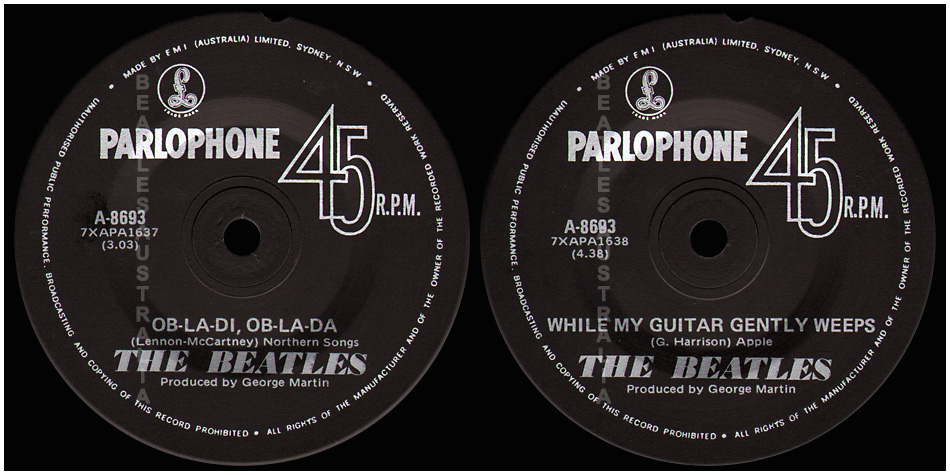 MADE BY E M I (AUSTRALIA) LIMITED, SYDNEY, N S W •
UNAUTHORISED PUBLIC PERFORMANCE, BROADCASTING AND COPYING OF THIS RECORD PROHIBITED • ALL RIGHTS OF THE MANUFACTURER AND OF THE OWNER OF THE RECORDED WORK RESERVED •
£
TRADE MARK
PARLOPHONE
45 R.P.M.
A-8693
7XAPA1637
(3.03)
OB-LA-DI, OB-LA-DA
(Lennon-McCartney) Northern Songs
THE BEATLES
Produced by George Martin
BEATLES AUSTRALIA
MADE BY E M I (AUSTRALIA) LIMITED, SYDNEY, N S W •
UNAUTHORISED PUBLIC PERFORMANCE, BROADCASTING AND COPYING OF THIS RECORD PROHIBITED • ALL RIGHTS OF THE MANUFACTURER AND OF THE OWNER OF THE RECORDED WORK RESERVED •
£
TRADE MARK
PARLOPHONE
45 R.P.M.
A-8693
7XAPA1638
(4.38)
WHILE MY GUITAR GENTLY WEEPS
(G. Harrison) Apple
THE BEATLES
Produced by George Martin
BEATLES AUSTRALIA